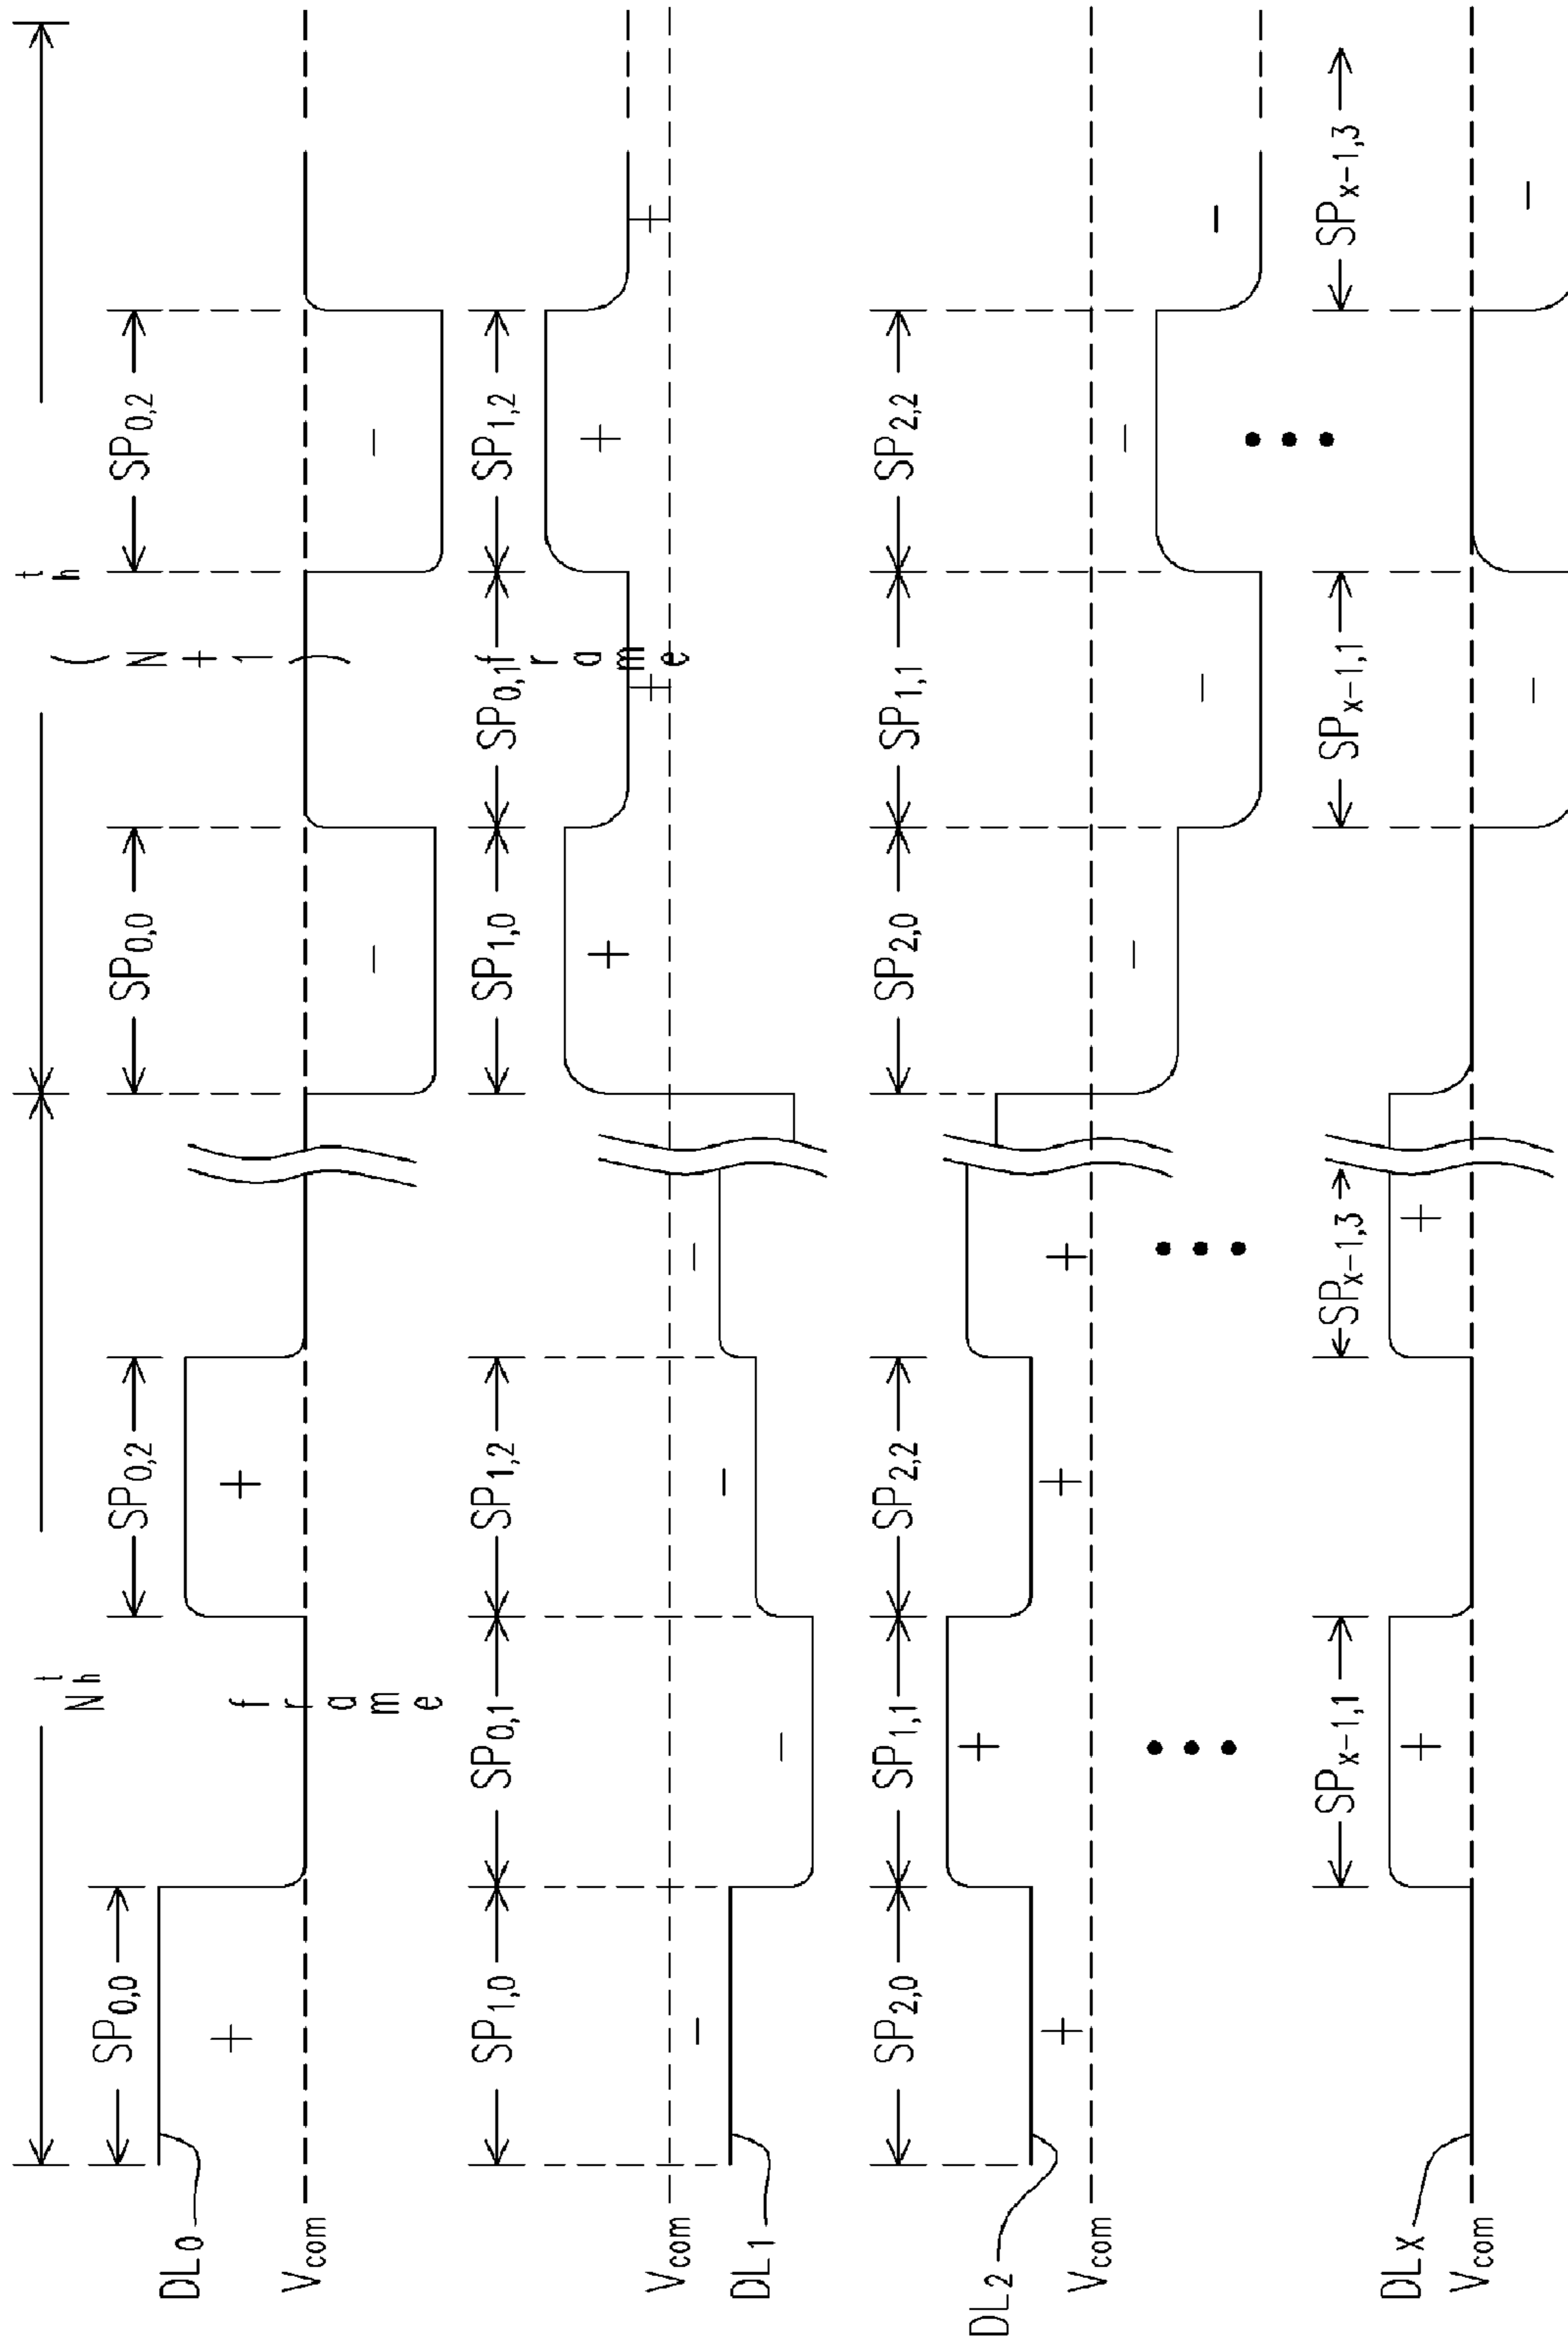 Nth frame
(N+1)th frame
SP0,0
SP0,2
SP0,0
SP0,2
+
+
−
−
DL0
Vcom
SP1,0
SP0,1
SP1,2
SP1,0
SP0,1
SP1,2
+
+
+
+
Vcom
−
−
−
−
DL1
SP2,0
SP1,1
SP2,2
SP2,0
SP1,1
SP2,2
DL2
+
+
+
+
Vcom
−
−
−
−
SPx−1,1
SPx−1,3
SPx−1,1
SPx−1,3
DLX
+
+
Vcom
−
−